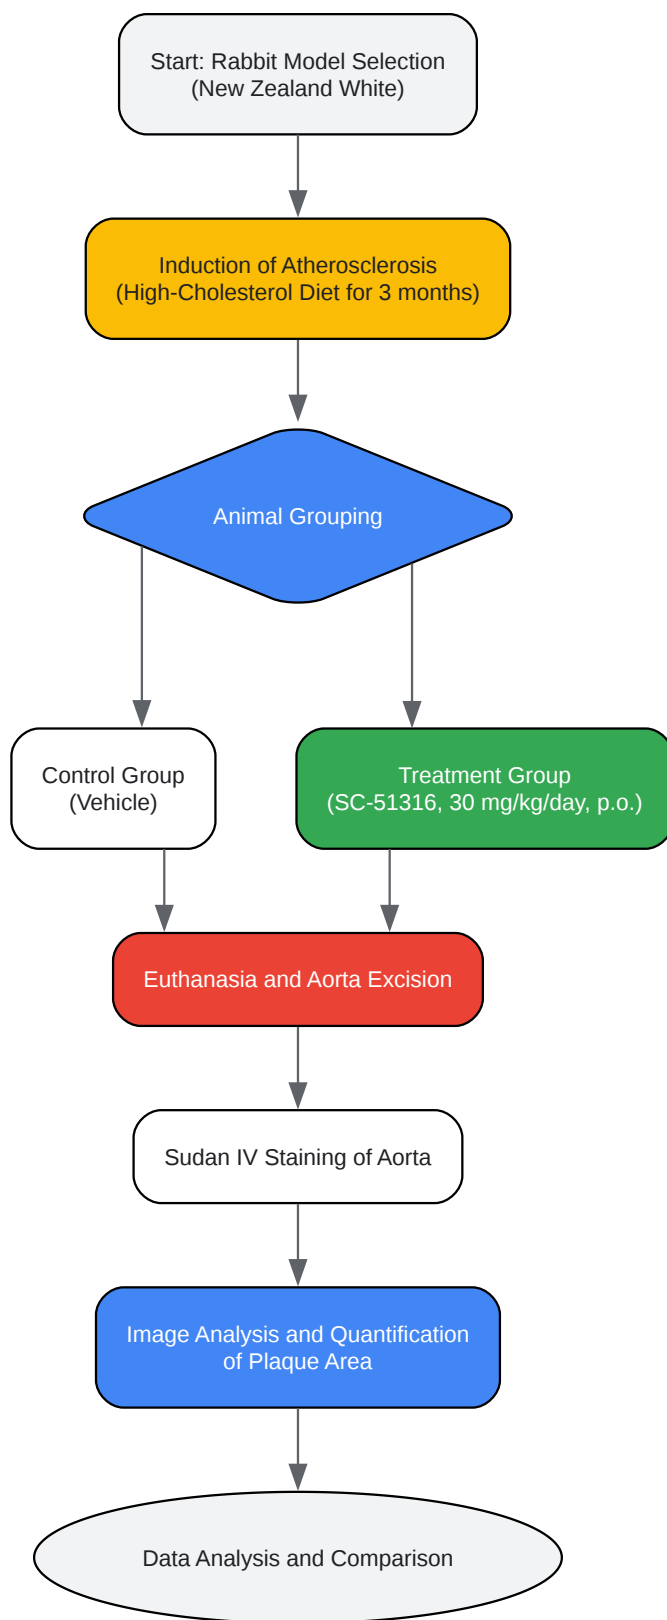 Start: Rabbit Model Selection
(New Zealand White)
Induction of Atherosclerosis
(High-Cholesterol Diet for 3 months)
Animal Grouping
Control Group
(Vehicle)
Treatment Group
(SC-51316, 30 mg/kg/day, p.o.)
Euthanasia and Aorta Excision
Sudan IV Staining of Aorta
Image Analysis and Quantification
of Plaque Area
Data Analysis and Comparison